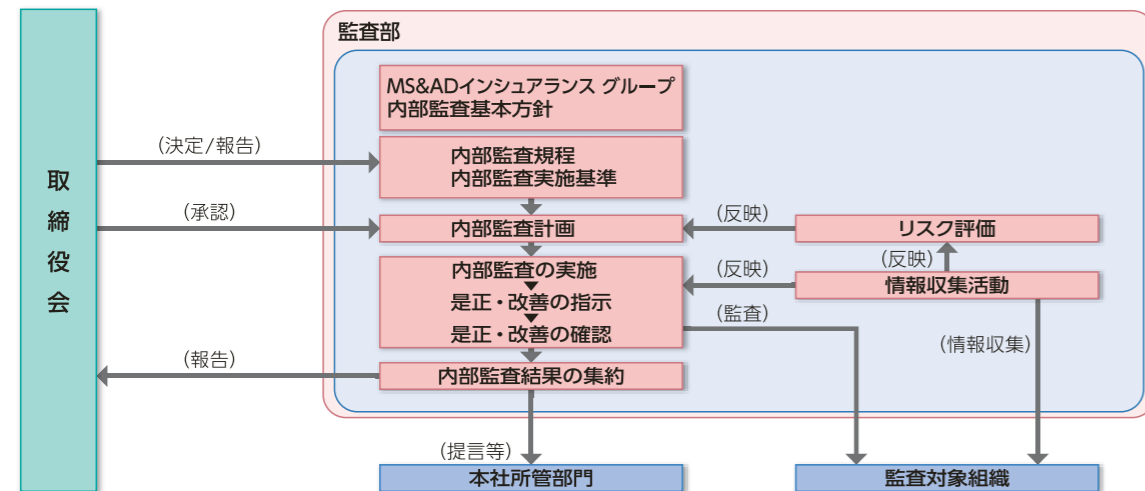 監査部
MS&ADインシュアランス グループ
内部監査基本方針
(決定/報告)
内部監査規程
内部監査実施基準
取締役会
(承認)
内部監査計画
(反映)
リスク評価
(反映)
内部監査の実施
是正・改善の指示
是正・改善の確認
(反映)
情報収集活動
(監査)
(情報収集)
(報告)
内部監査結果の集約
(提言等)
本社所管部門
監査対象組織